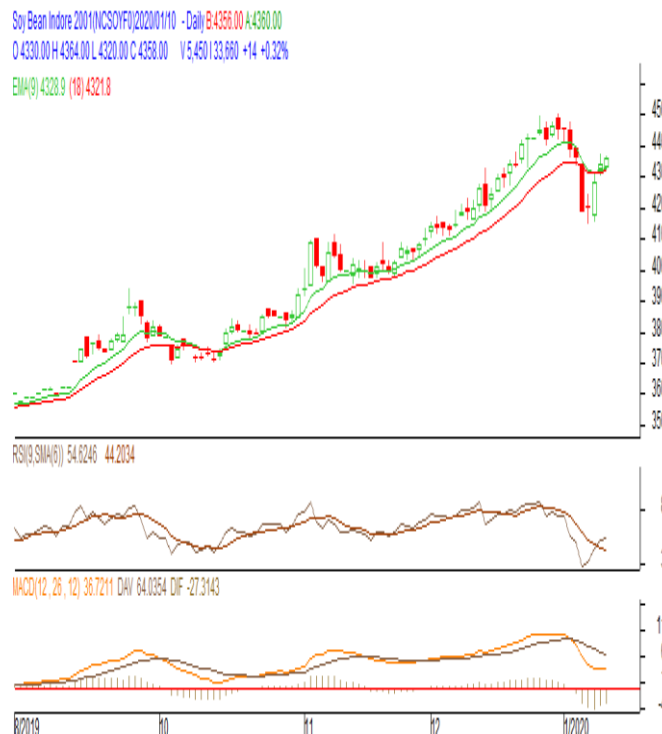 Soy Bean Indore 2001(NCSOYF0)2020/01/10 - Daily B:4356.00 A:4360.00
O 4330.00 H 4364.00 L 4320.00 C 4358.00 V 5,450 I 33,660 +14 +0.32%
EMA(9) 4328.9 (18) 4321.8
RSI(9,SMA(6)) 54.6246 44.2034
MACD(12 , 26 , 12) 36.7211 DAV 64.0354 DIF -27.3143
8/2019 10 11 12 1/2020